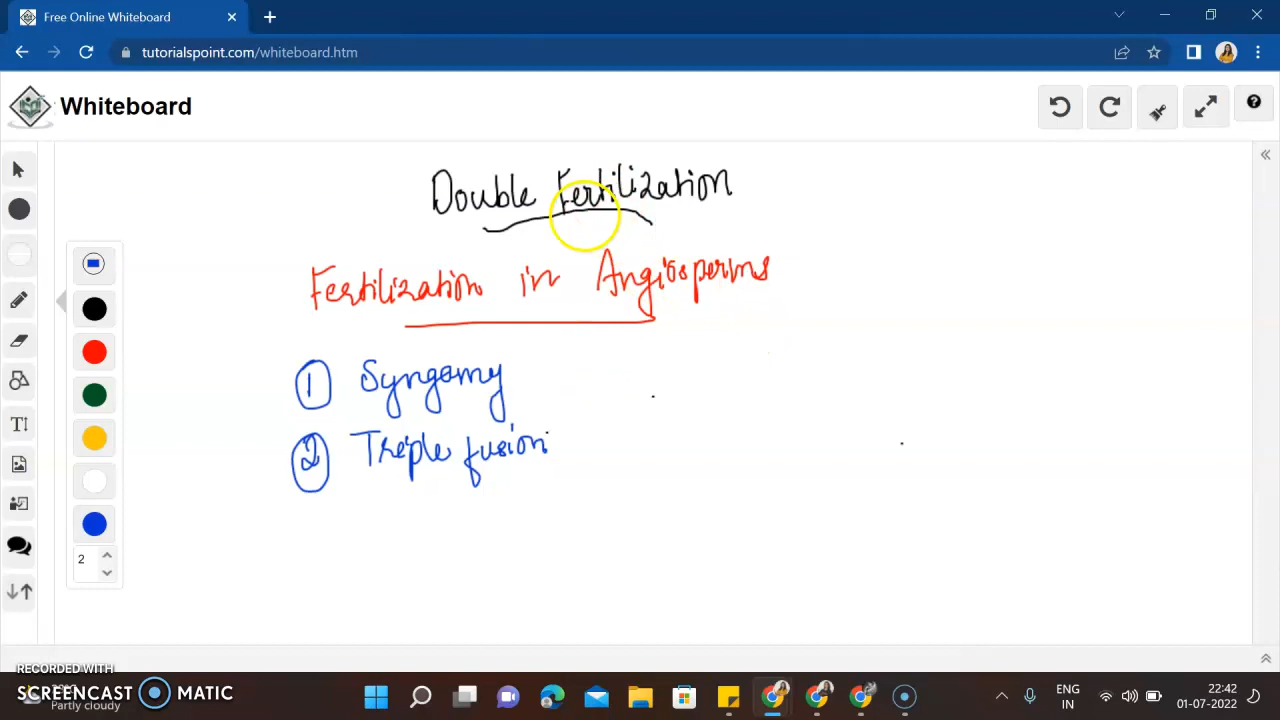 Free Online Whiteboard
tutorialspoint.com/whiteboard.htm
Whiteboard
Double Fertilization
Fertilization in Angiosperms
1 Syngamy
2 Triple fusion
2
RECORDED WITH
SCREENCAST MATIC
Partly cloudy
ENG
IN
22:42
01-07-2022